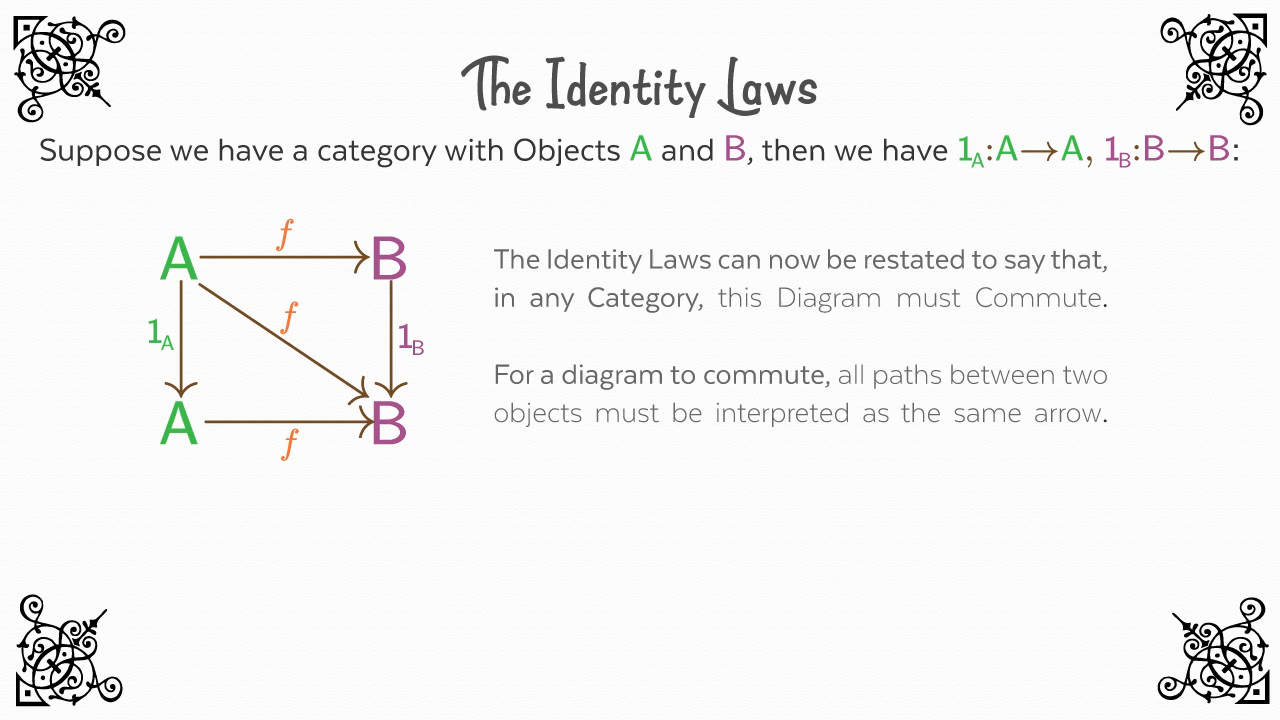 The Identity Laws
Suppose we have a category with Objects A and B, then we have 1_A:A→A, 1_B:B→B:
A f B
f
1_A 1_B
A f B
The Identity Laws can now be restated to say that,
in any Category, this Diagram must Commute.
For a diagram to commute, all paths between two
objects must be interpreted as the same arrow.